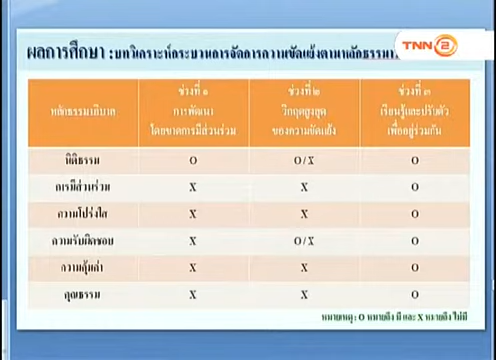 TNN 2
ผลการศึกษา : บทวิเคราะห์กระบวนการจัดการความขัดแย้งตามหลักธรรมา
หลักธรรมาภิบาล ช่วงที่ ๑ การพัฒนา โดยขาดการมีส่วนร่วม ช่วงที่ ๒ วิกฤตสูงสุด ของความขัดแย้ง ช่วงที่ ๓ เรียนรู้และปรับตัว เพื่ออยู่ร่วมกัน
นิติธรรม O O/X O
การมีส่วนร่วม X X O
ความโปร่งใส X X O
ความรับผิดชอบ X O/X O
ความคุ้มค่า X X O
คุณธรรม X X O
หมายเหตุ : O หมายถึง มี และ X หมายถึง ไม่มี